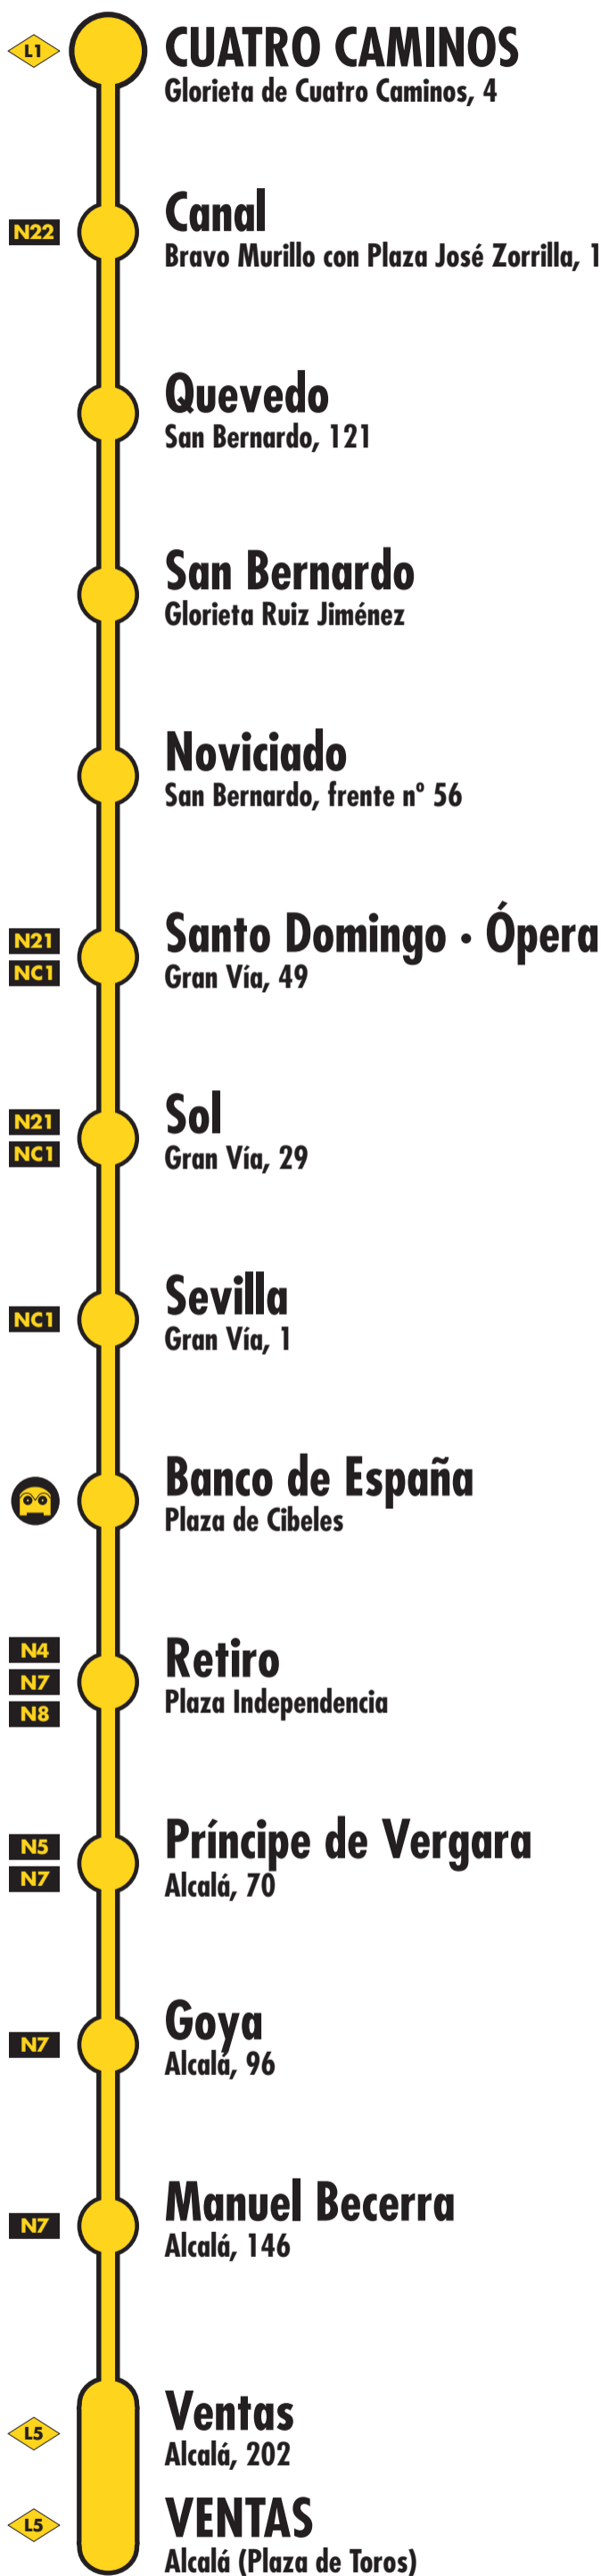 L1
CUATRO CAMINOS
Glorieta de Cuatro Caminos, 4
N22
Canal
Bravo Murillo con Plaza José Zorrilla, 1
Quevedo
San Bernardo, 121
San Bernardo
Glorieta Ruiz Jiménez
Noviciado
San Bernardo, frente nº 56
N21
NC1
Santo Domingo · Ópera
Gran Vía, 49
N21
NC1
Sol
Gran Vía, 29
NC1
Sevilla
Gran Vía, 1
Banco de España
Plaza de Cibeles
N4
N7
N8
Retiro
Plaza Independencia
N5
N7
Príncipe de Vergara
Alcalá, 70
N7
Goya
Alcalá, 96
N7
Manuel Becerra
Alcalá, 146
L5
Ventas
Alcalá, 202
L5
VENTAS
Alcalá (Plaza de Toros)